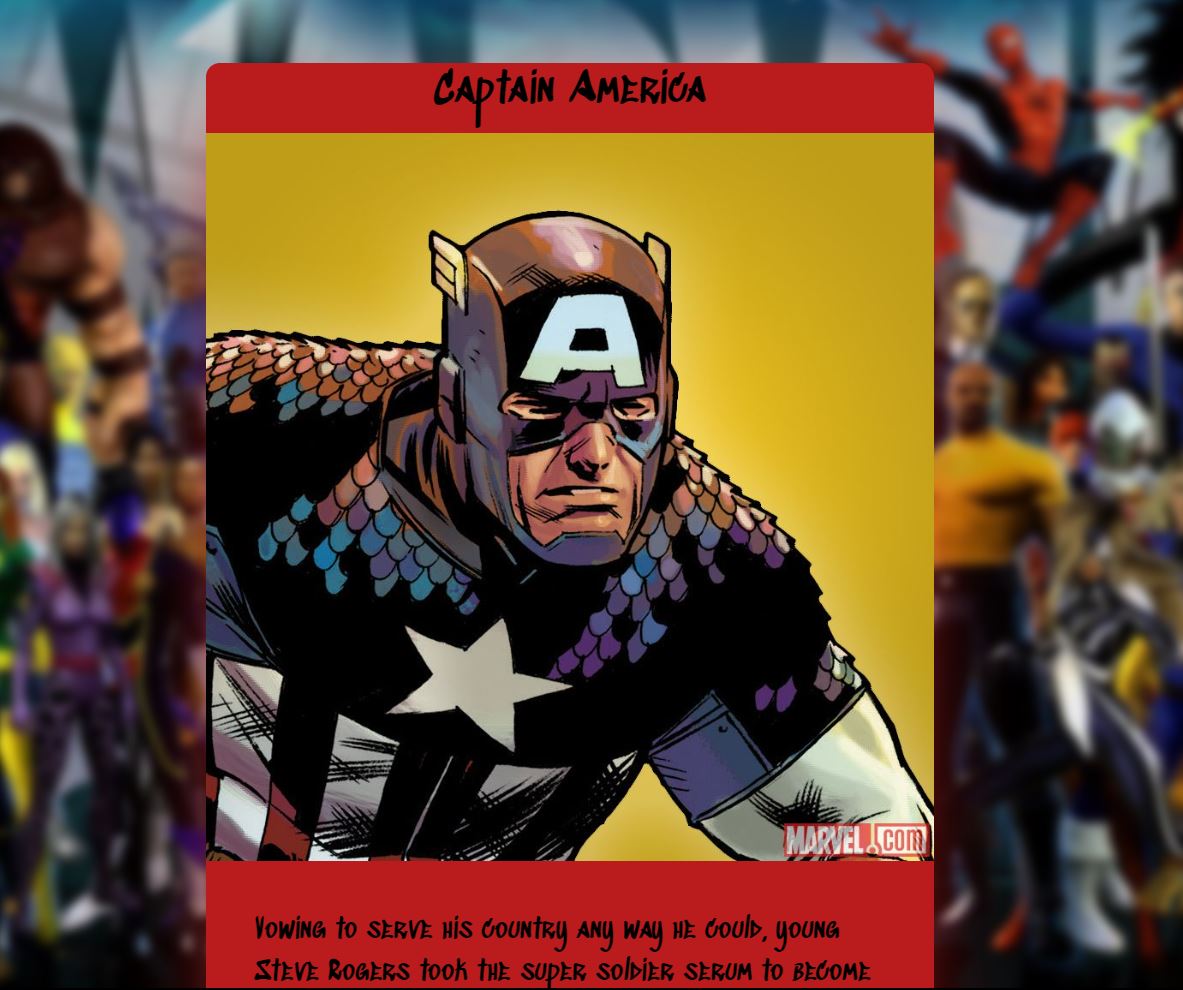 Captain America
A
MARVEL.COM
Vowing to serve his country any way he could, young
Steve Rogers took the super soldier serum to become